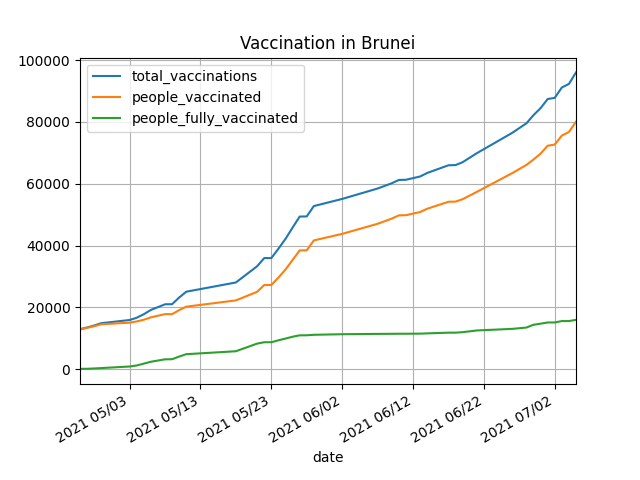 Vaccination in Brunei
total_vaccinations
people_vaccinated
people_fully_vaccinated
100000
80000
60000
40000
20000
0
2021 05/03
2021 05/13
2021 05/23
2021 06/02
2021 06/12
2021 06/22
2021 07/02
date